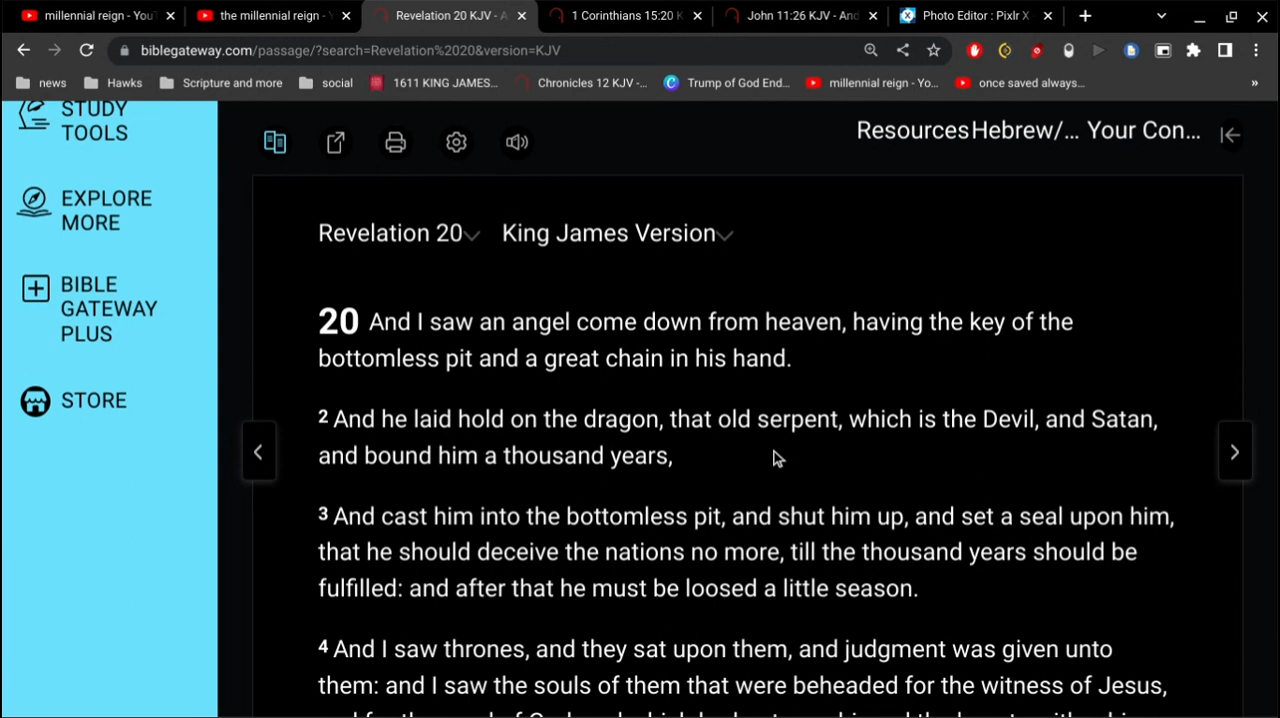 millennial reign - You
the millennial reign -
Revelation 20 KJV - A
1 Corinthians 15:20 K
John 11:26 KJV - And
Photo Editor : Pixlr X
biblegateway.com/passage/?search=Revelation%2020&version=KJV
news
Hawks
Scripture and more
social
1611 KING JAMES...
Chronicles 12 KJV -...
Trump of God End...
millennial reign - Yo...
once saved always...
»
STUDY
TOOLS
EXPLORE
MORE
BIBLE
GATEWAY
PLUS
STORE
Resources Hebrew/... Your Con...
Revelation 20 King James Version
20 And I saw an angel come down from heaven, having the key of the
bottomless pit and a great chain in his hand.
2 And he laid hold on the dragon, that old serpent, which is the Devil, and Satan,
and bound him a thousand years,
3 And cast him into the bottomless pit, and shut him up, and set a seal upon him,
that he should deceive the nations no more, till the thousand years should be
fulfilled: and after that he must be loosed a little season.
4 And I saw thrones, and they sat upon them, and judgment was given unto
them: and I saw the souls of them that were beheaded for the witness of Jesus,